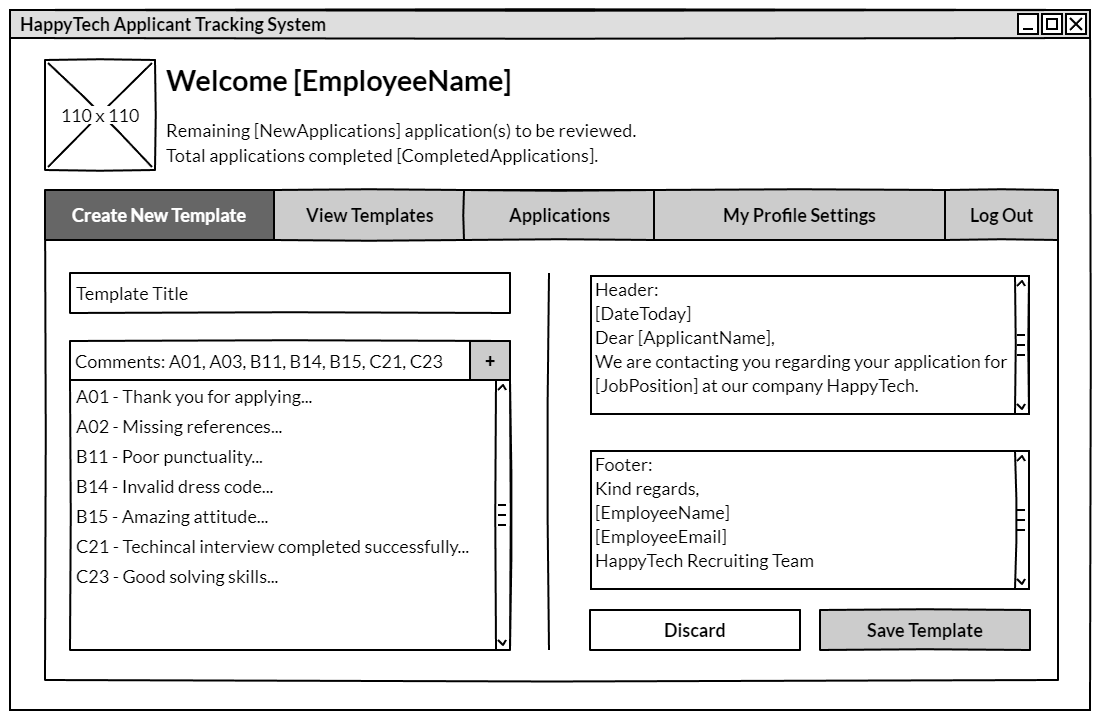 HappyTech Applicant Tracking System
110 x 110
Welcome [EmployeeName]
Remaining [NewApplications] application(s) to be reviewed.
Total applications completed [CompletedApplications].
Create New Template
View Templates
Applications
My Profile Settings
Log Out
Template Title
Comments: A01, A03, B11, B14, B15, C21, C23
+
A01 - Thank you for applying...
A02 - Missing references...
B11 - Poor punctuality...
B14 - Invalid dress code...
B15 - Amazing attitude...
C21 - Techincal interview completed successfully...
C23 - Good solving skills...
Header:
[DateToday]
Dear [ApplicantName],
We are contacting you regarding your application for
[JobPosition] at our company HappyTech.
Footer:
Kind regards,
[EmployeeName]
[EmployeeEmail]
HappyTech Recruiting Team
Discard
Save Template